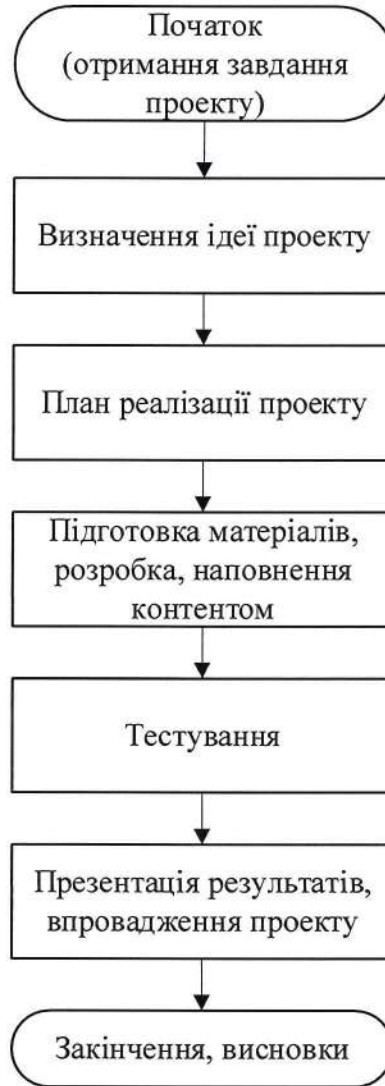 Початок
(отримання завдання
проекту)
Визначення ідеї проекту
План реалізації проекту
Підготовка матеріалів,
розробка, наповнення
контентом
Тестування
Презентація результатів,
впровадження проекту
Закінчення, висновки